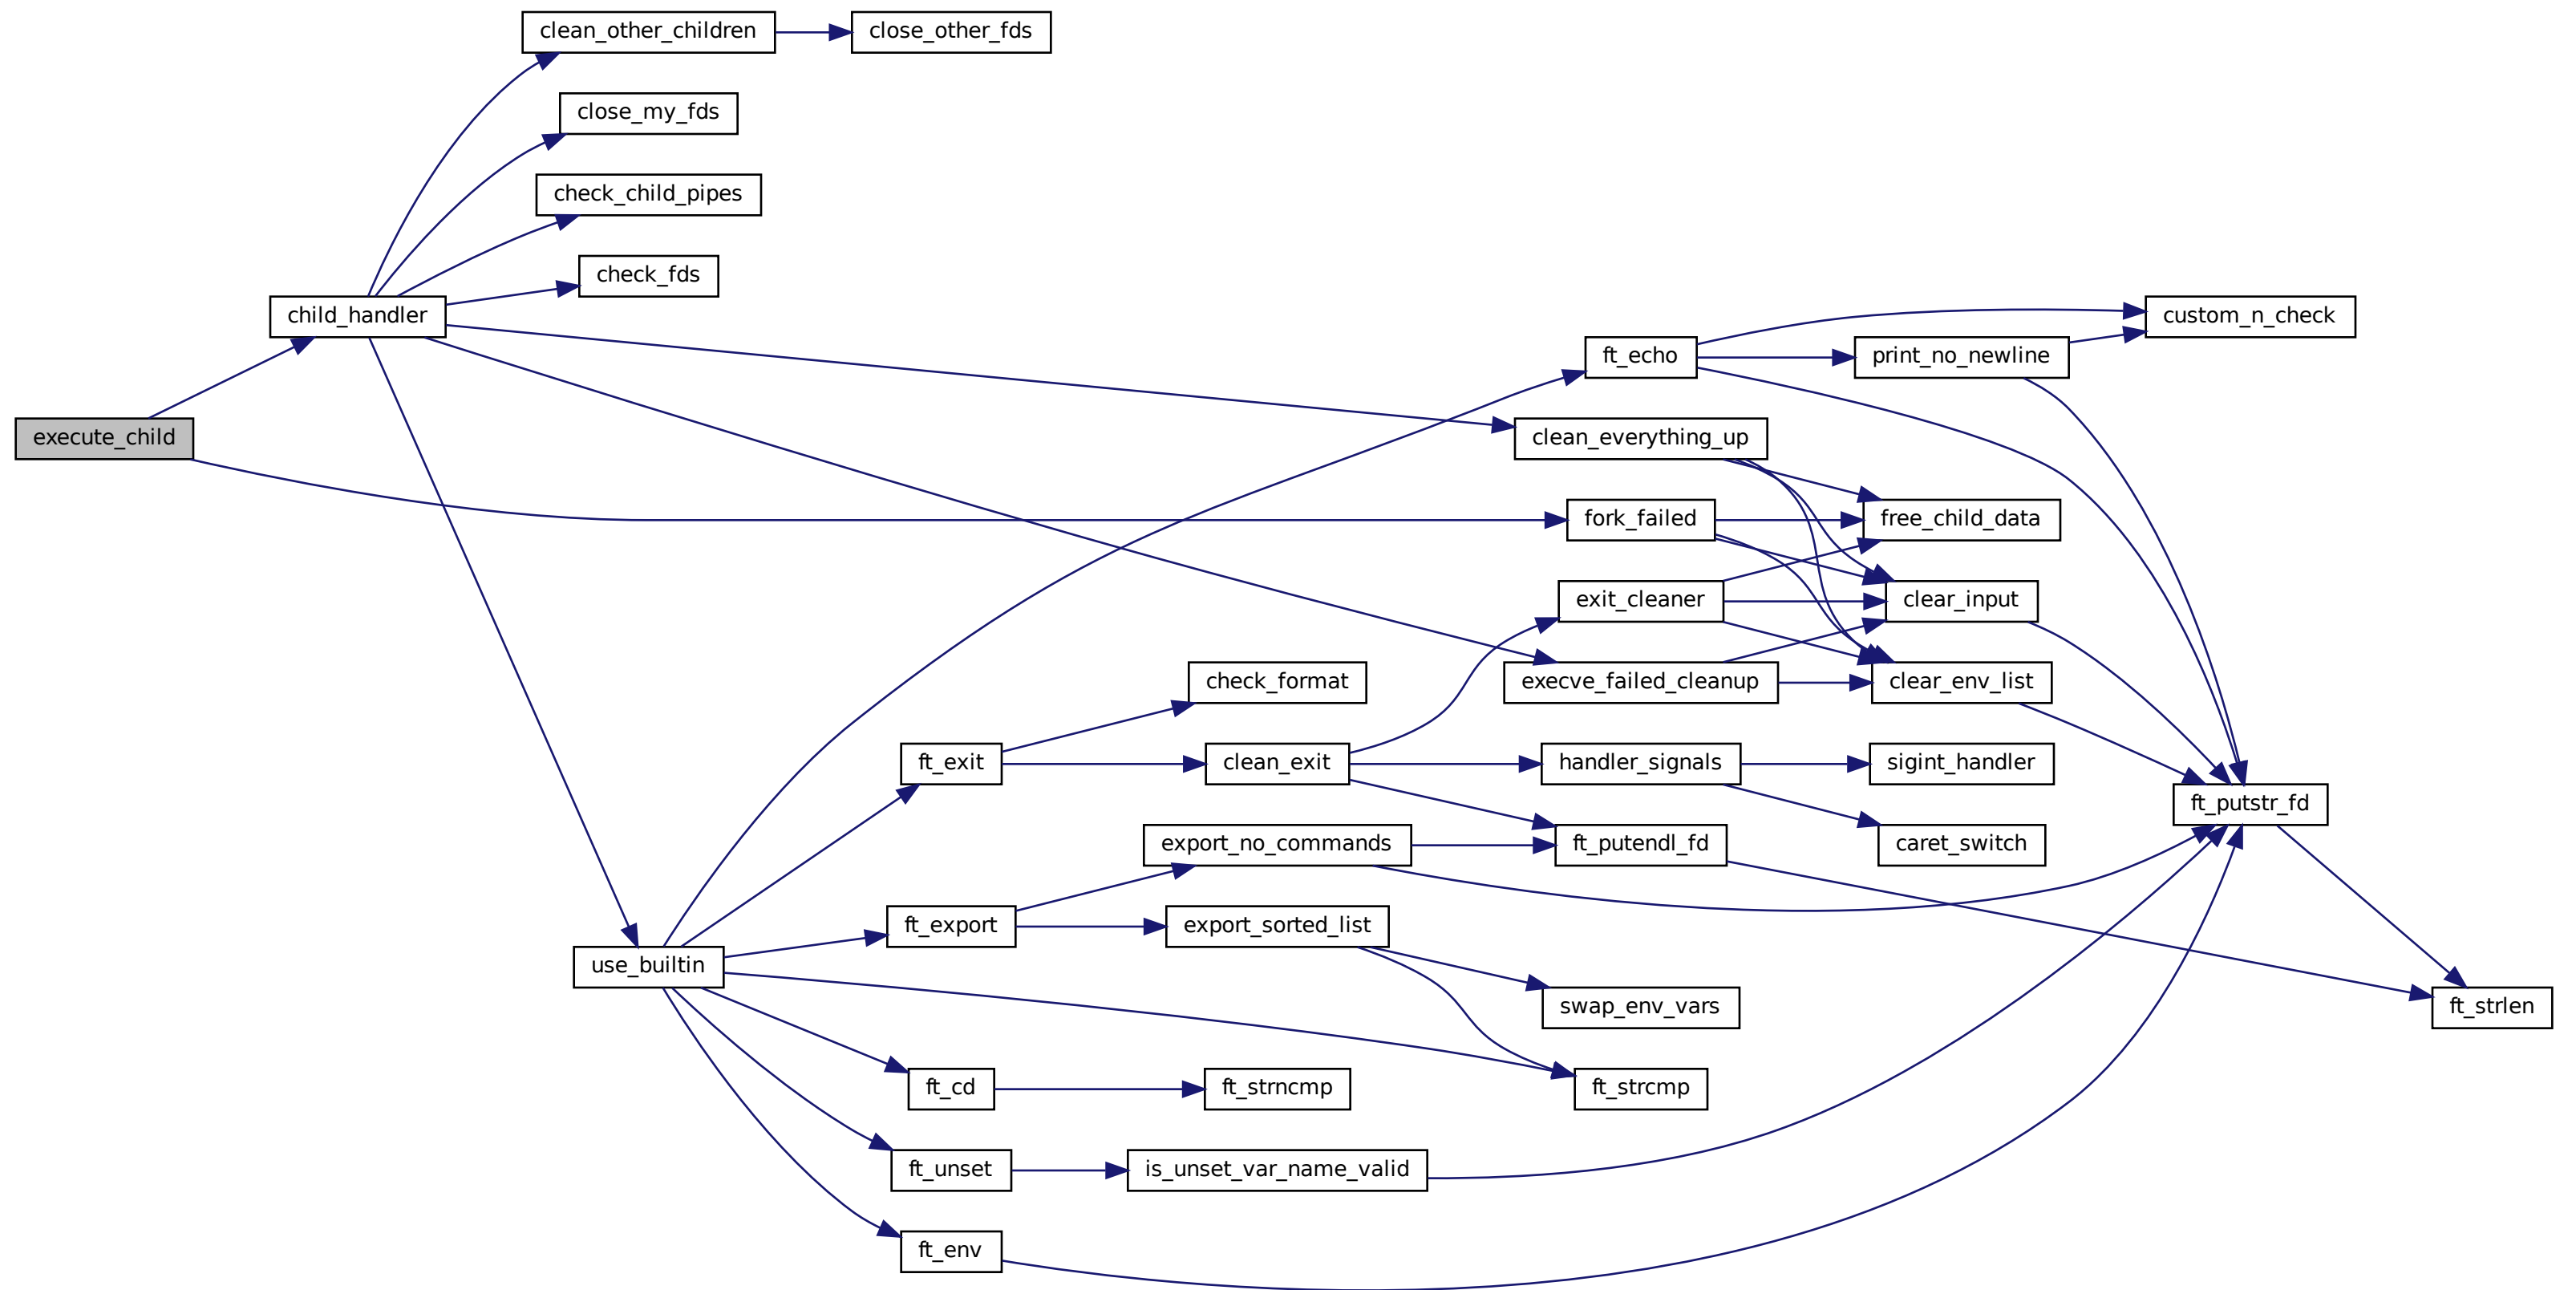 clean_other_children
close_other_fds
close_my_fds
check_child_pipes
check_fds
child_handler
custom_n_check
ft_echo
print_no_newline
execute_child
clean_everything_up
fork_failed
free_child_data
exit_cleaner
clear_input
check_format
execve_failed_cleanup
clear_env_list
ft_exit
clean_exit
handler_signals
sigint_handler
ft_putstr_fd
export_no_commands
ft_putendl_fd
caret_switch
ft_export
export_sorted_list
use_builtin
swap_env_vars
ft_strlen
ft_cd
ft_strncmp
ft_strcmp
ft_unset
is_unset_var_name_valid
ft_env